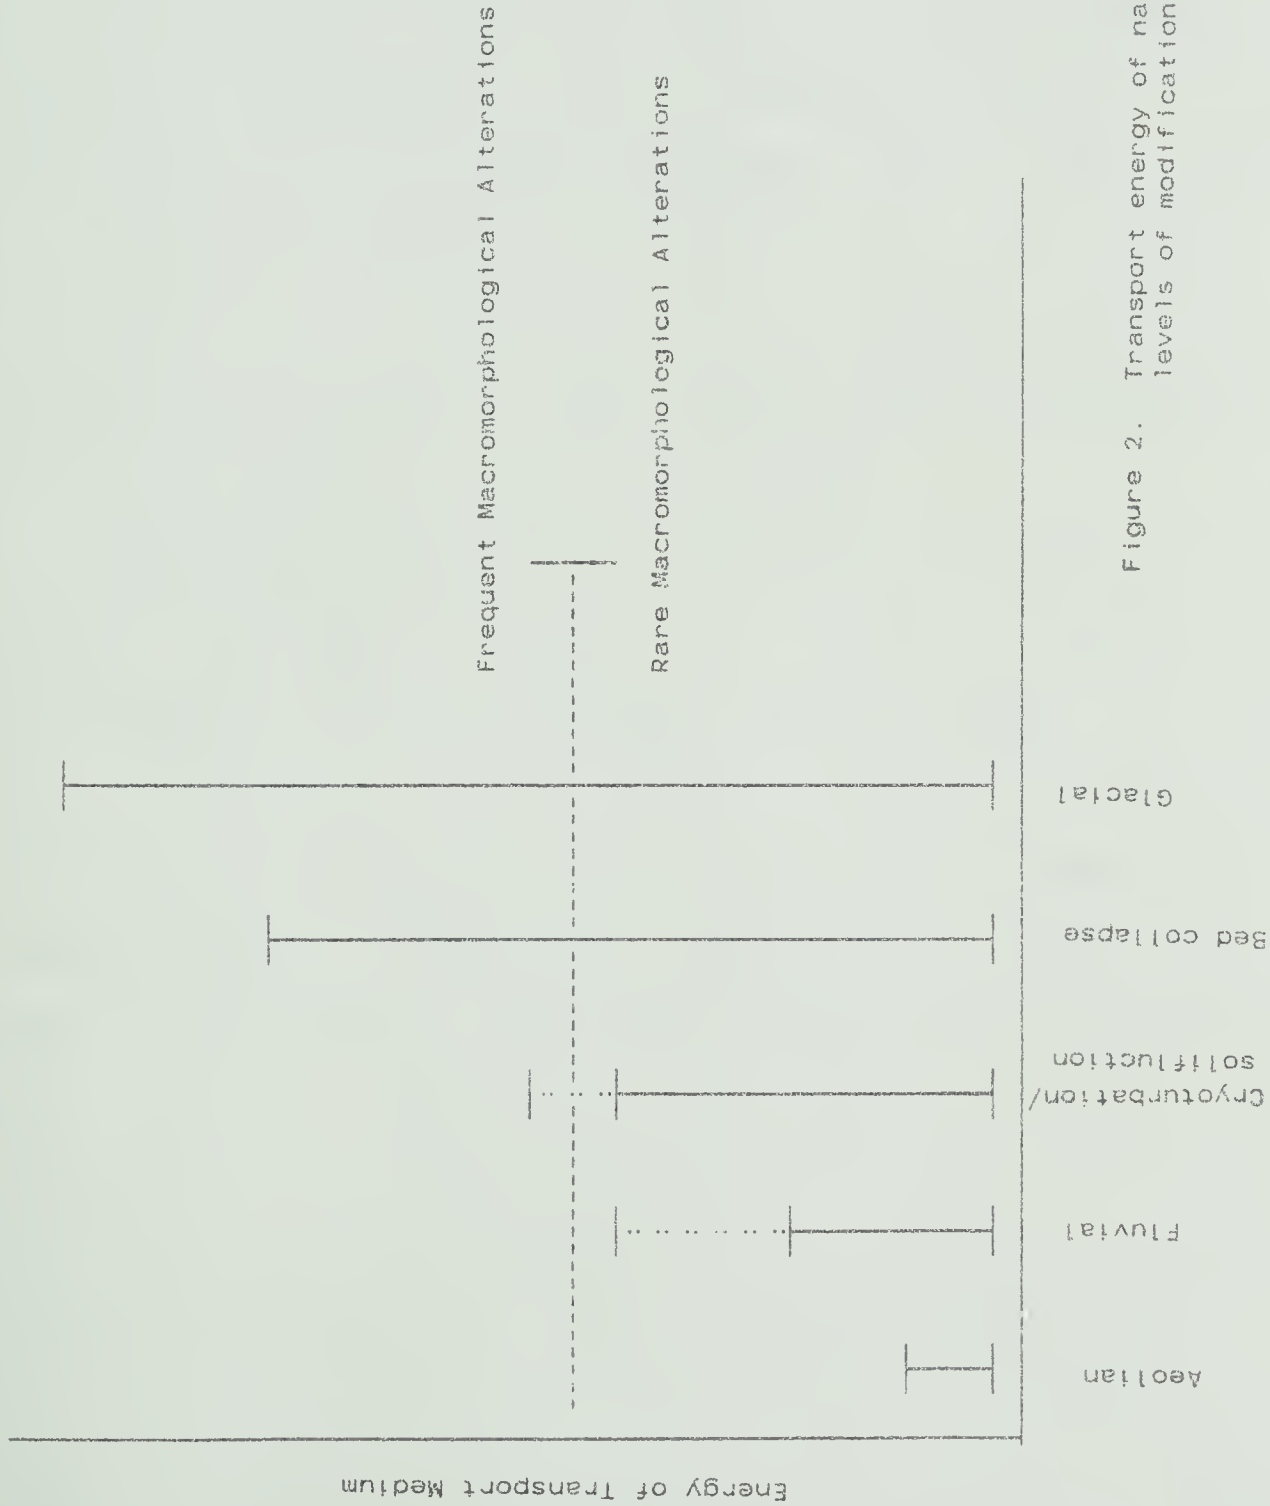 Energy of Transport Medium
Frequent Macromorphological Alterations
Rare Macromorphological Alterations
Aeolian
Fluvial
Cryoturbation/
solifluction
Bed collapse
Glacial
Figure 2. Transport energy of
levels of modification